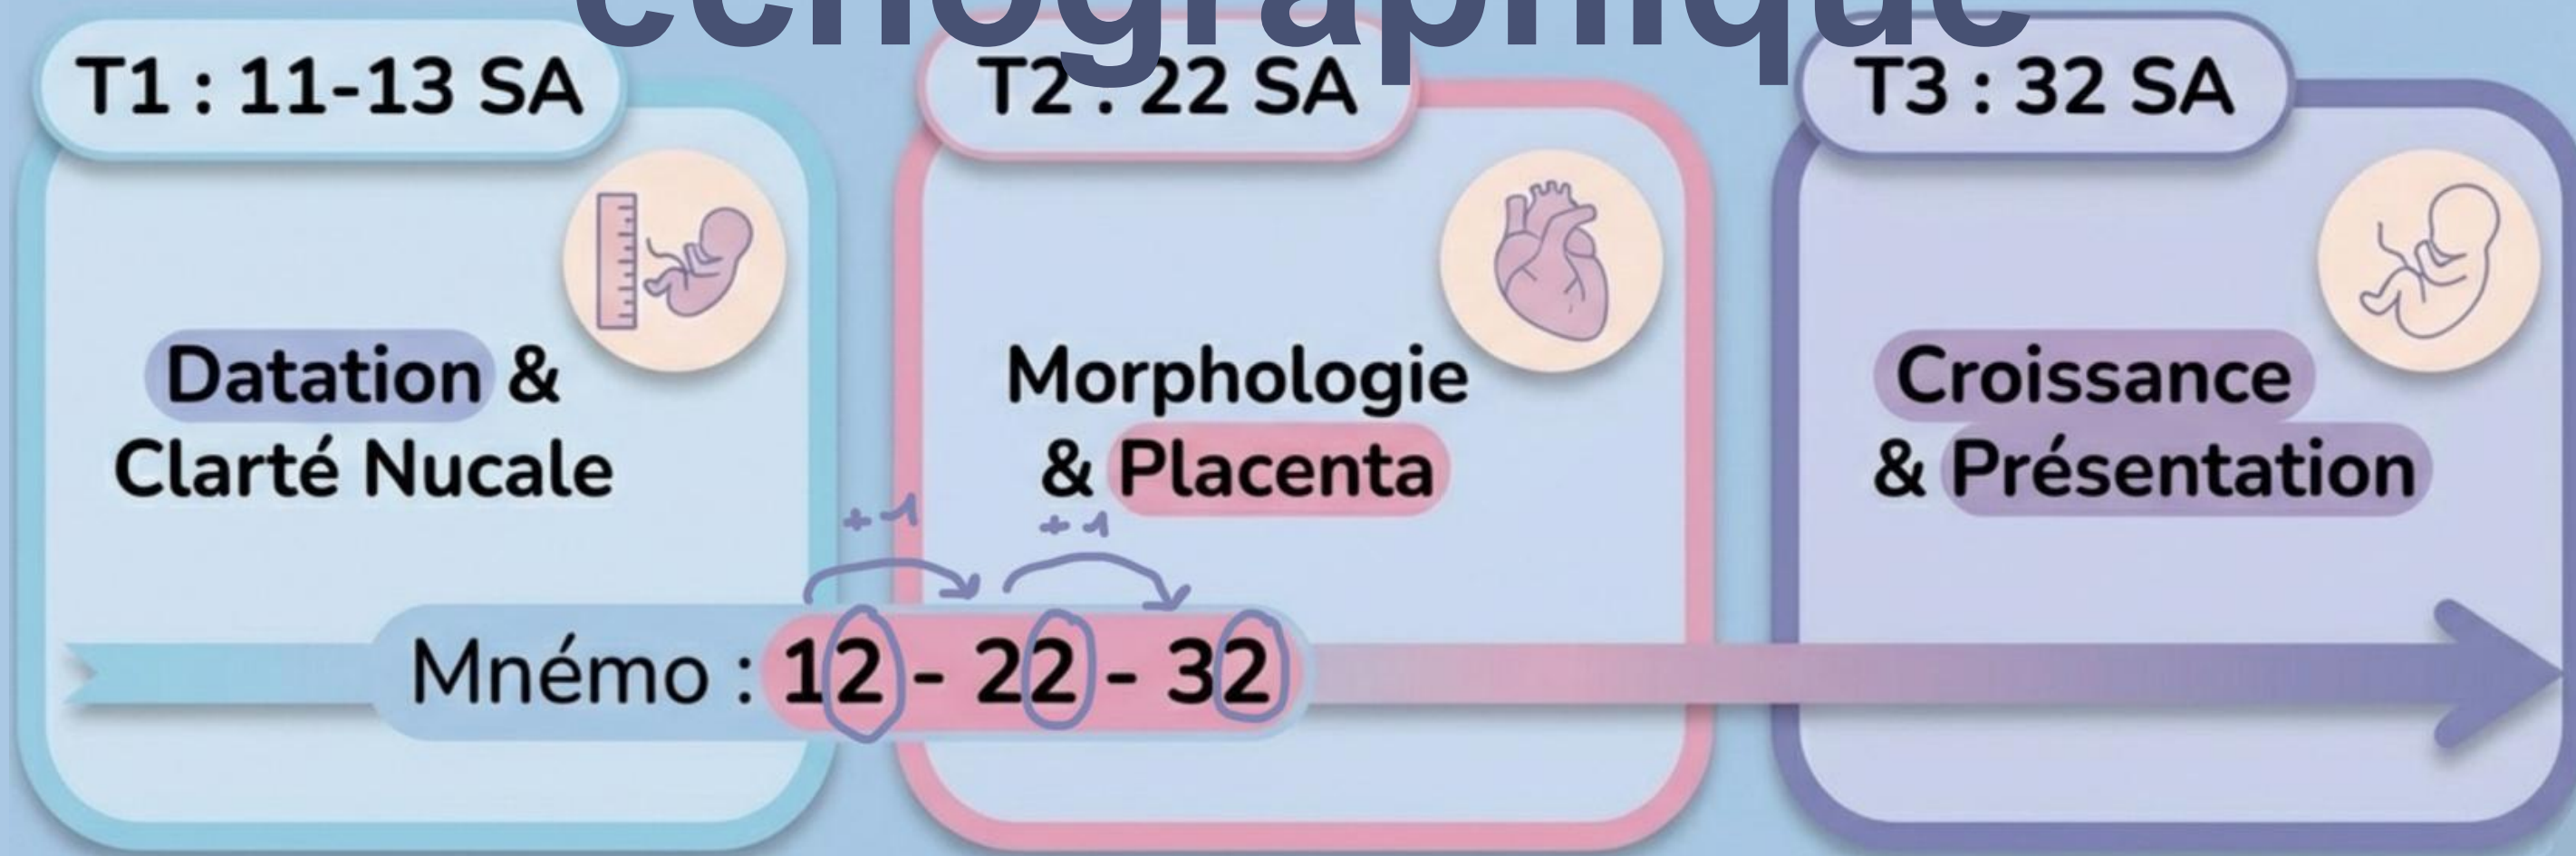 échographique
T1 : 11-13 SA
T2 : 22 SA
T3 : 32 SA
Datation &
Clarté Nucale
Morphologie
& Placenta
Croissance
& Présentation
+1
+1
Mnémo : 12 - 22 - 32